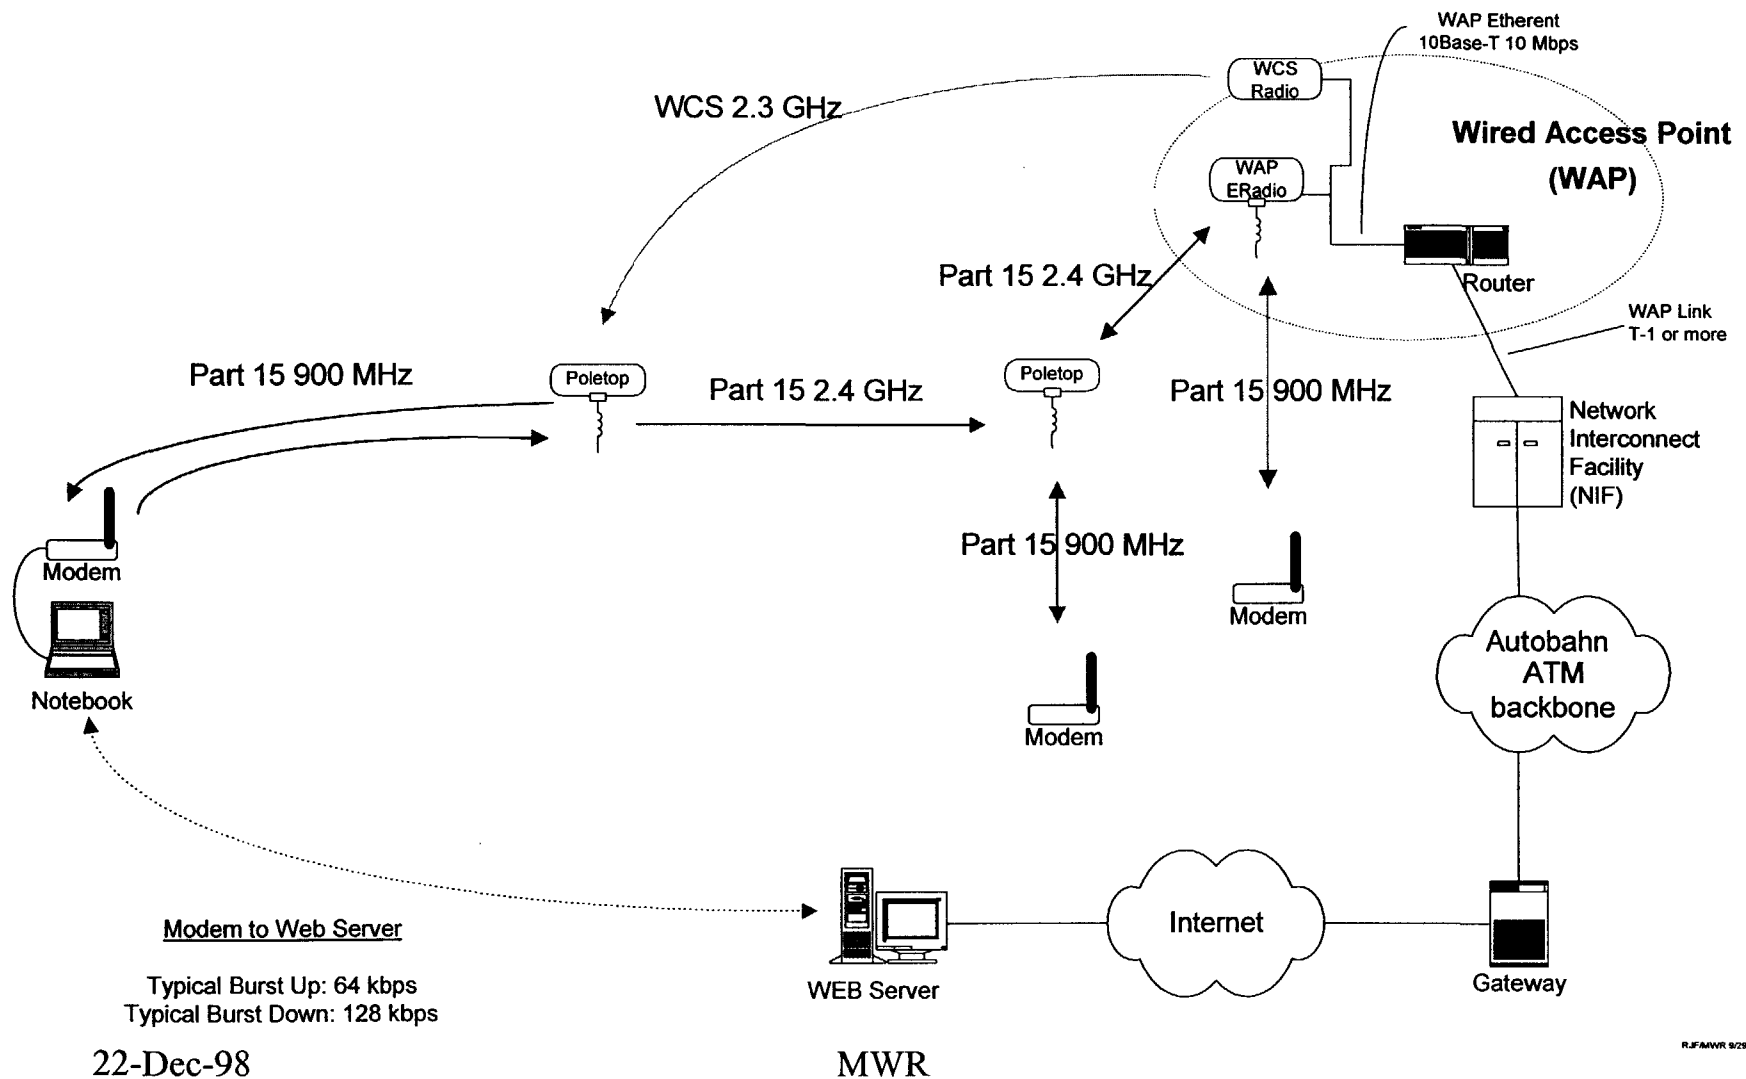 WAP Etherent
10Base-T 10 Mbps
WCS
Radio
WCS 2.3 GHz
Wired Access Point
(WAP)
WAP
ERadio
Part 15 2.4 GHz
Router
WAP Link
T-1 or more
Part 15 900 MHz
Poletop
Part 15 2.4 GHz
Poletop
Part 15 900 MHz
Network
Interconnect
Facility
(NIF)
Part 15 900 MHz
Modem
Modem
Notebook
Modem
Autobahn
ATM
backbone
Modem to Web Server
Typical Burst Up: 64 kbps
Typical Burst Down: 128 kbps
WEB Server
Internet
Gateway
22-Dec-98
MWR
RJF/MWR 9/29